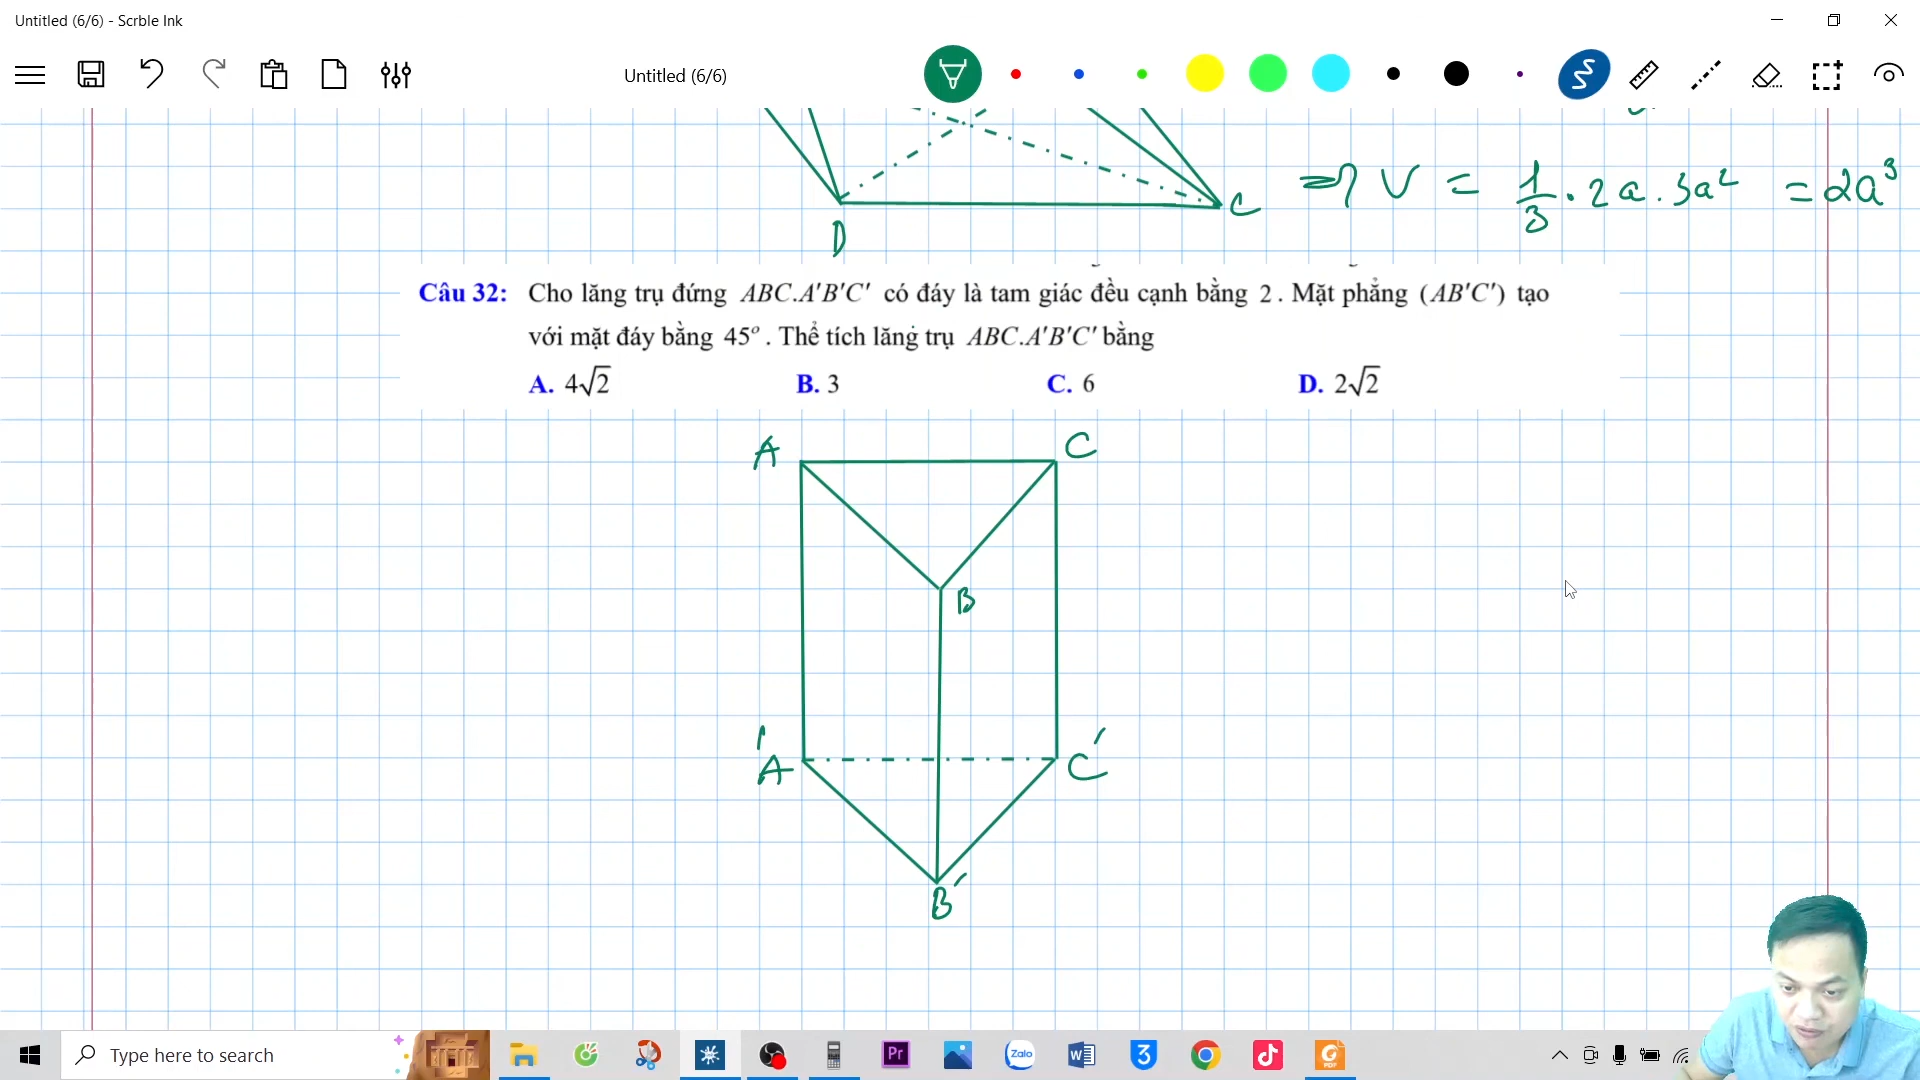 Untitled (6/6) - Scrble Ink
Untitled (6/6)
⇒ V = 1/3 · 2a . 3a² = 2a³
D
C
Câu 32: Cho lăng trụ đứng ABC.A'B'C' có đáy là tam giác đều cạnh bằng 2 . Mặt phẳng (AB'C') tạo
với mặt đáy bằng 45° . Thể tích lăng trụ ABC.A'B'C' bằng
A. 4√2 B. 3 C. 6 D. 2√2
A C
B
A' C'
B'
Type here to search
Pr
Zalo